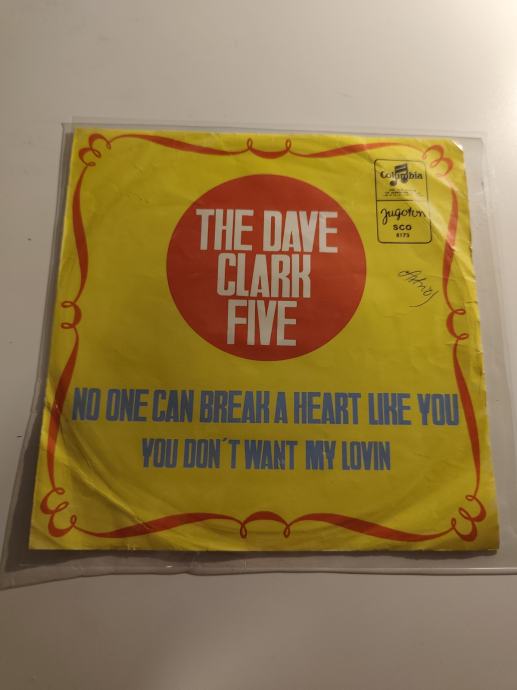 Columbia
Jugoton
SCO
8173
THE DAVE
CLARK
FIVE
NO ONE CAN BREAK A HEART LIKE YOU
YOU DON´T WANT MY LOVIN